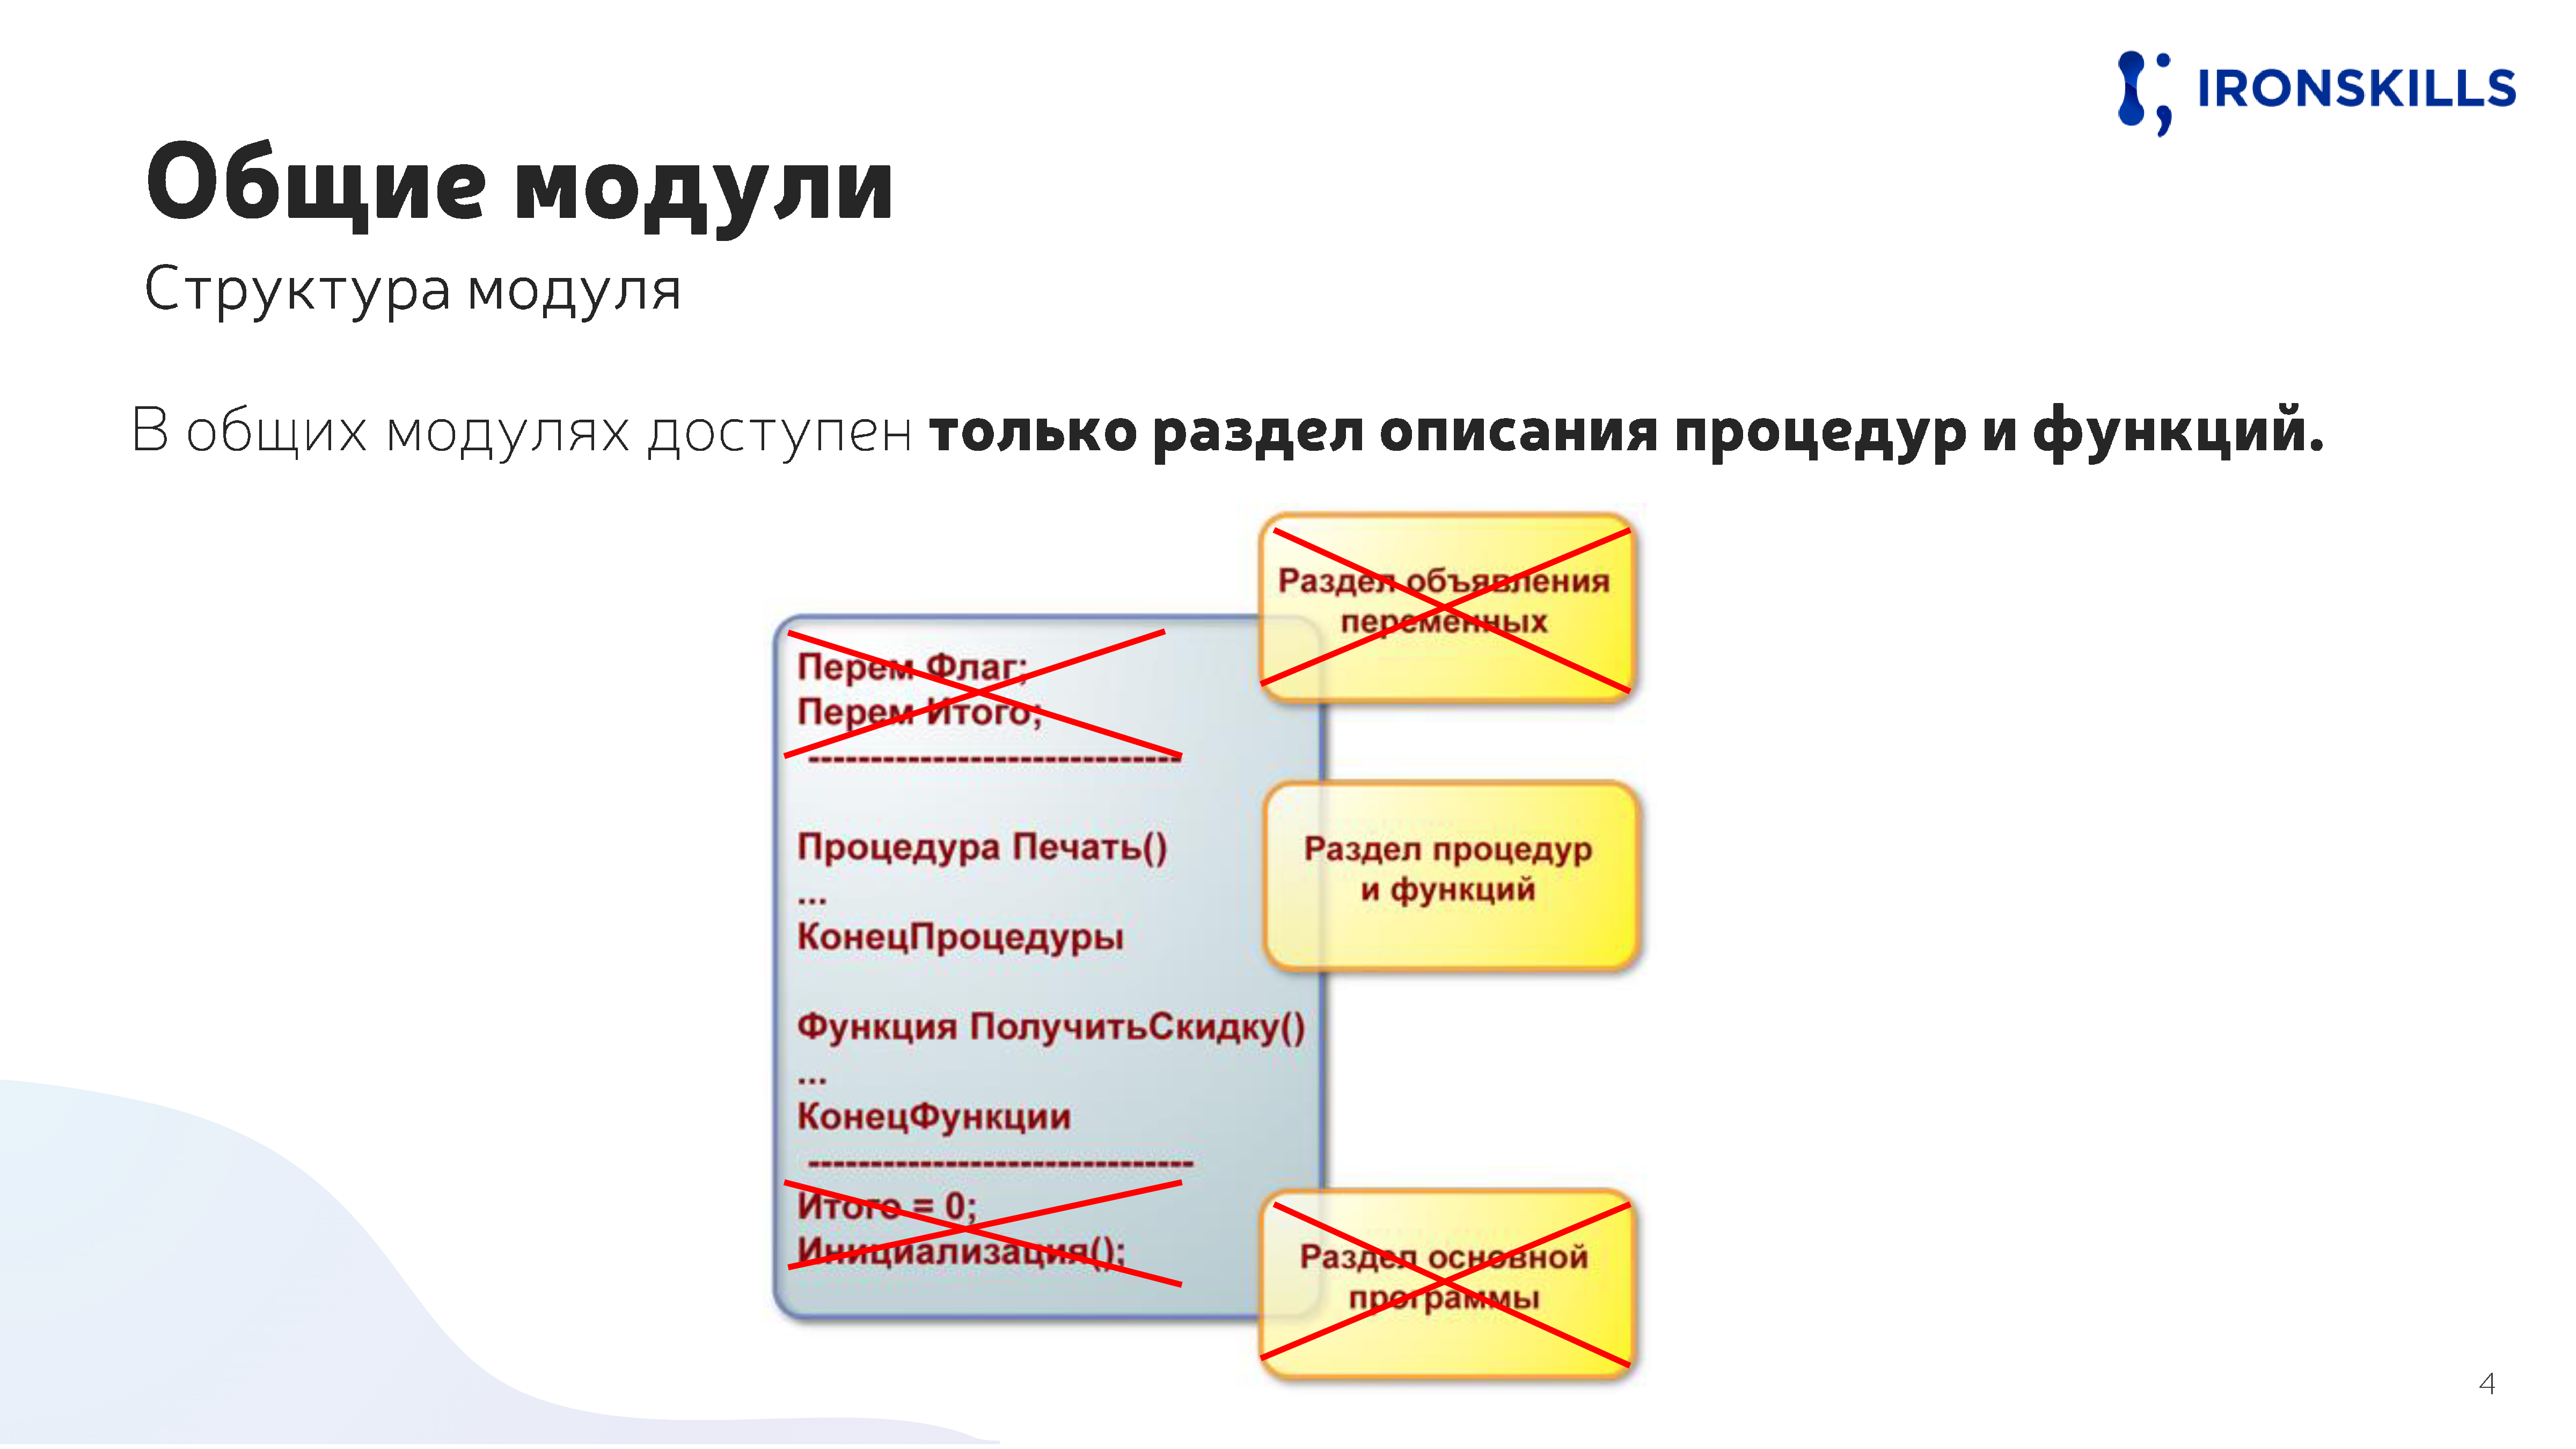 IRONSKILLS
Общие модули
Структура модуля
В общих модулях доступен только раздел описания процедур и функций.
Раздел объявления
переменных
Перем Флаг;
Перем Итого;
-------------------------------
Процедура Печать()
...
КонецПроцедуры
Раздел процедур
и функций
Функция ПолучитьСкидку()
...
КонецФункции
--------------------------------
Итого = 0;
Инициализация();
Раздел основной
программы
4